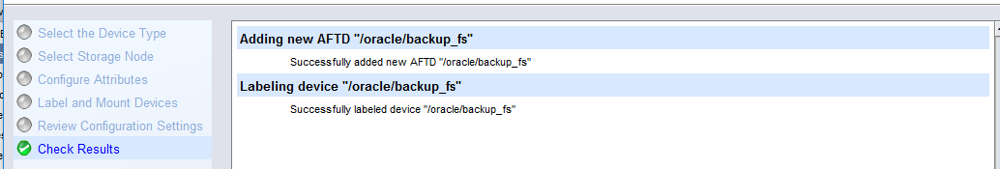 Select the Device Type
Select Storage Node
Configure Attributes
Label and Mount Devices
Review Configuration Settings
Check Results
Adding new AFTD "/oracle/backup_fs"
Successfully added new AFTD "/oracle/backup_fs"
Labeling device "/oracle/backup_fs"
Successfully labeled device "/oracle/backup_fs"